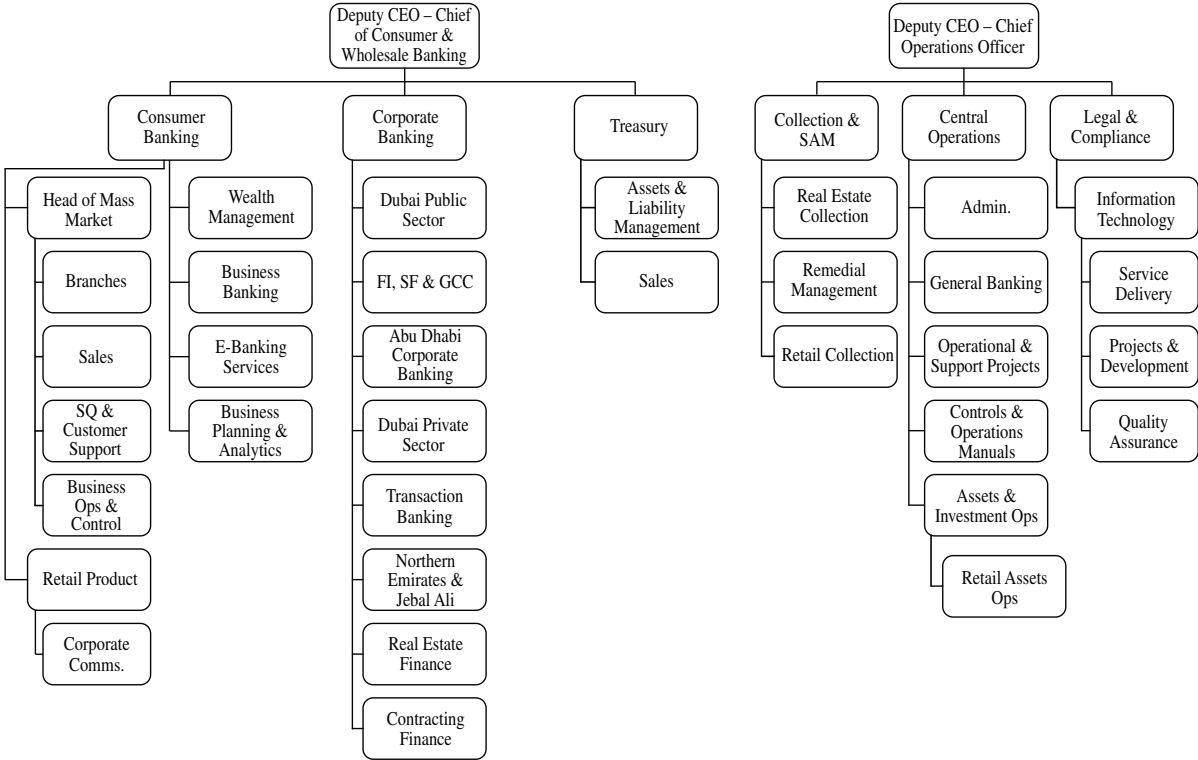 Deputy CEO – Chief
of Consumer &
Wholesale Banking
Deputy CEO – Chief
Operations Officer
Consumer
Banking
Corporate
Banking
Treasury
Collection &
SAM
Central
Operations
Legal &
Compliance
Head of Mass
Market
Branches
Sales
SQ &
Customer
Support
Business
Ops &
Control
Retail Product
Corporate
Comms.
Wealth
Management
Business
Banking
E-Banking
Services
Business
Planning &
Analytics
Dubai Public
Sector
FI, SF & GCC
Abu Dhabi
Corporate
Banking
Dubai Private
Sector
Transaction
Banking
Northern
Emirates &
Jebal Ali
Real Estate
Finance
Contracting
Finance
Assets &
Liability
Management
Sales
Real Estate
Collection
Remedial
Management
Retail Collection
Admin.
General Banking
Operational &
Support Projects
Controls &
Operations
Manuals
Assets &
Investment Ops
Retail Assets
Ops
Information
Technology
Service
Delivery
Projects &
Development
Quality
Assurance